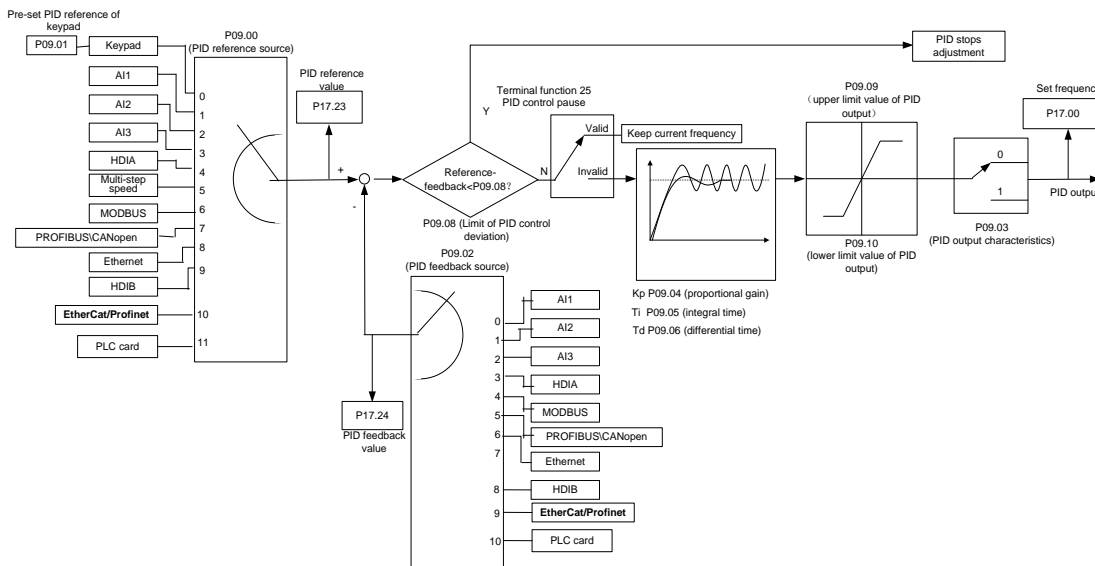 Pre-set PID reference of
keypad
P09.01
Keypad
AI1
AI2
AI3
HDIA
Multi-step
speed
MODBUS
PROFIBUS\CANopen
Ethernet
HDIB
EtherCat/Profinet
PLC card
P09.00
(PID reference source)
0
1
2
3
4
5
6
7
8
9
10
11
PID reference
value
P17.23
+
-
P17.24
PID feedback
value
Reference-
feedback<P09.08?
Y
N
P09.08 (Limit of PID control
deviation)
PID stops
adjustment
Terminal function 25
PID control pause
Valid
Invalid
Keep current frequency
Kp P09.04 (proportional gain)
Ti P09.05 (integral time)
Td P09.06 (differential time)
P09.02
(PID feedback source)
0
1
2
3
4
5
6
7
8
9
10
AI1
AI2
AI3
HDIA
MODBUS
PROFIBUS\CANopen
Ethernet
HDIB
EtherCat/Profinet
PLC card
P09.09
(upper limit value of PID
output)
P09.10
(lower limit value of PID
output)
0
1
P09.03
(PID output characteristics)
Set frequenc
P17.00
PID output